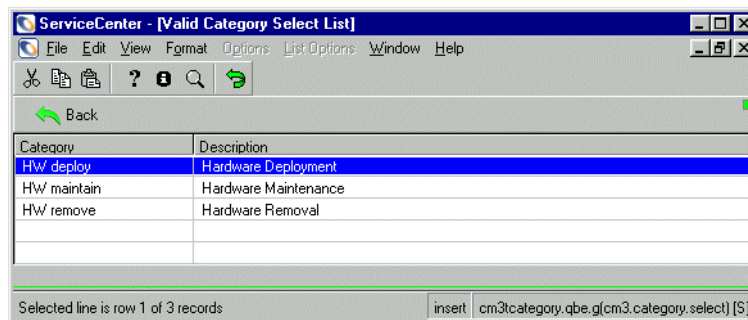 ServiceCenter - [Valid Category Select List]
File Edit View Format Options List Options Window Help
Back
Category Description
HW deploy Hardware Deployment
HW maintain Hardware Maintenance
HW remove Hardware Removal
Selected line is row 1 of 3 records insert cm3tcategory.qbe.g(cm3.category.select) [S]